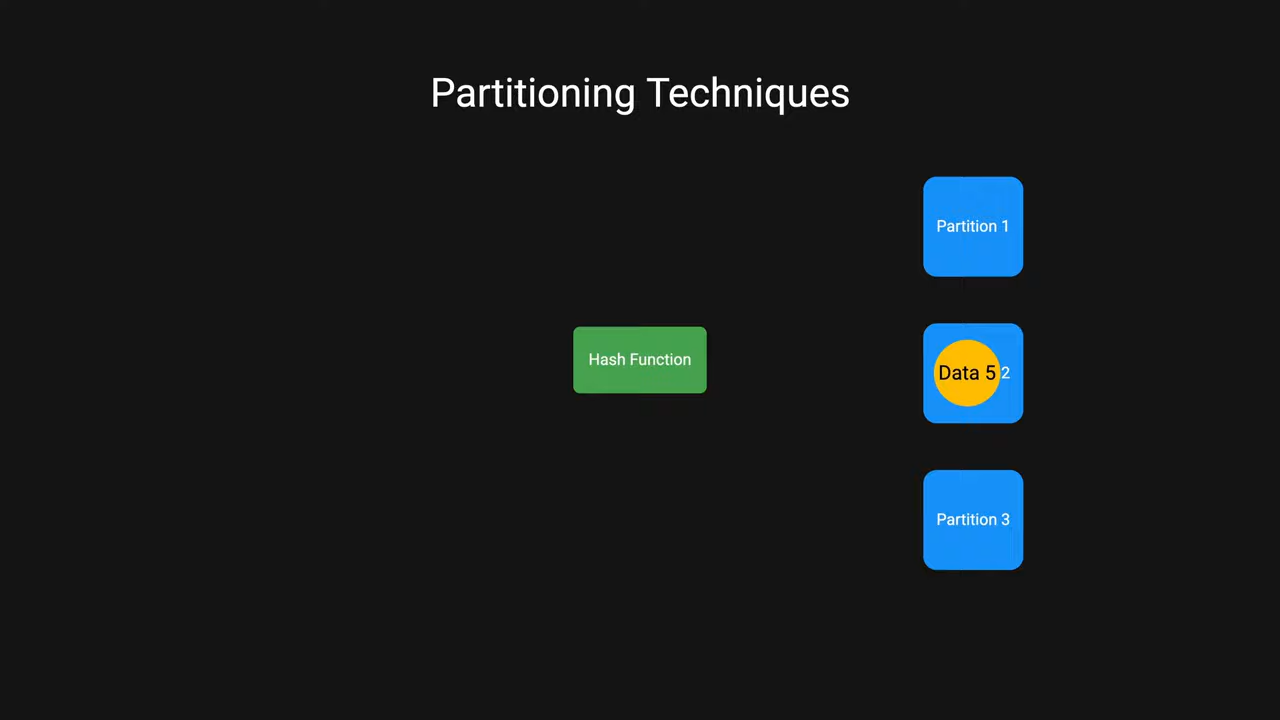 Partitioning Techniques
Partition 1
Hash Function
Data 5
2
Partition 3